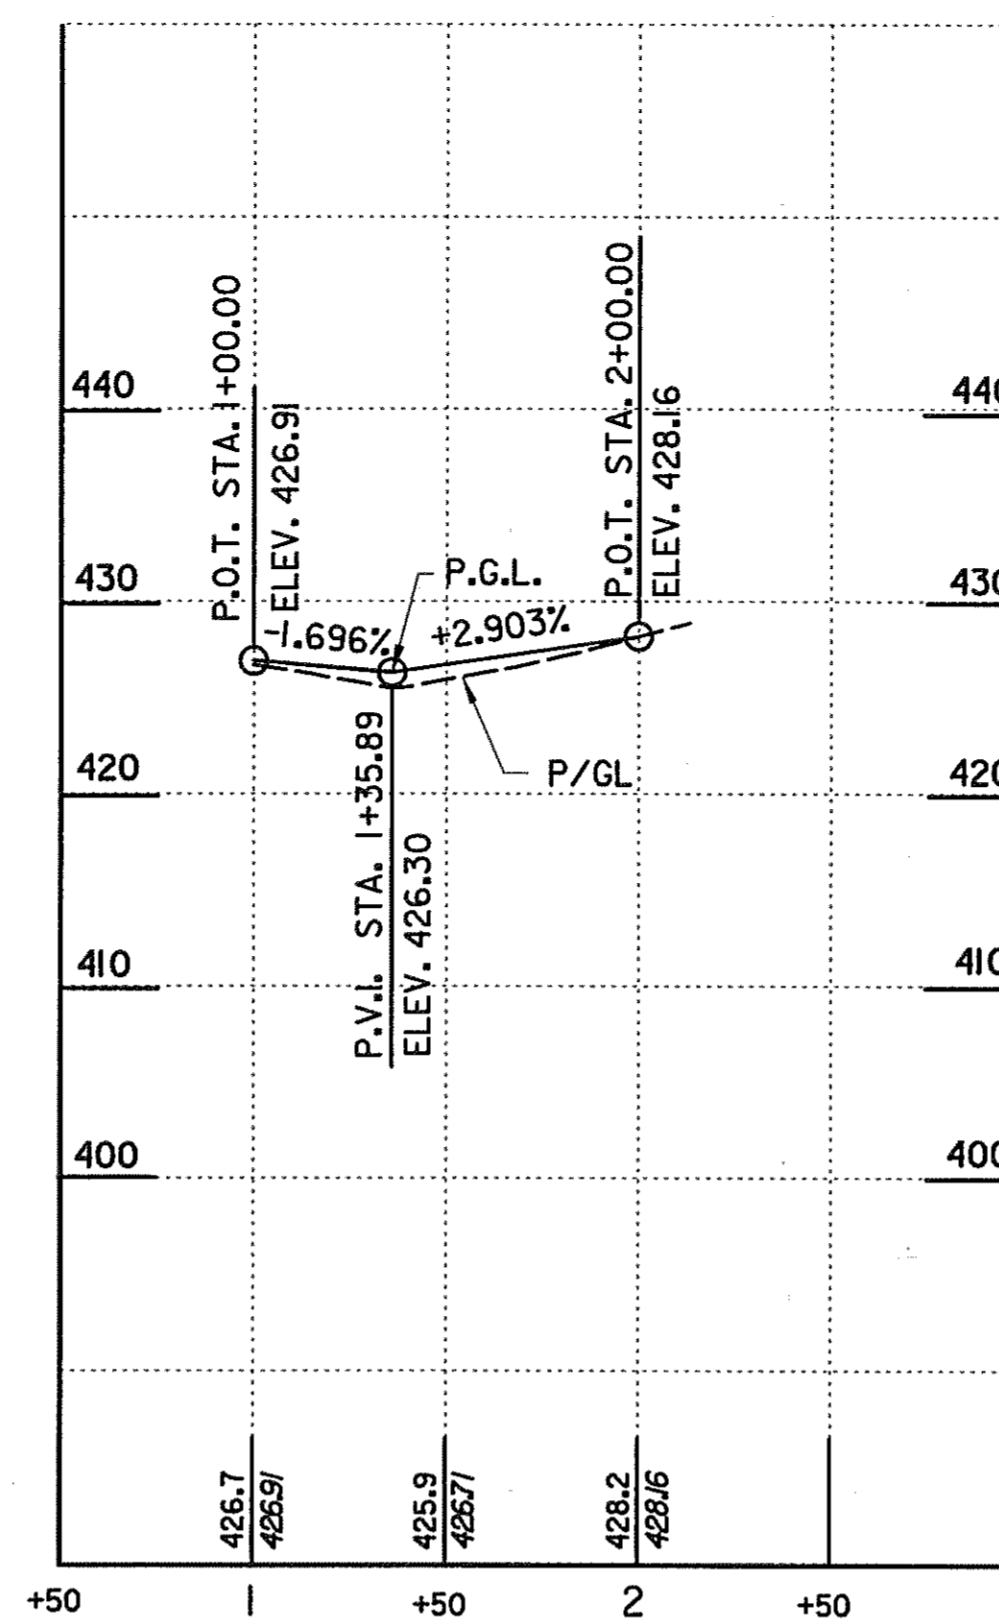 P.O.T. STA. 1+00.00
ELEV. 426.91
P.O.T. STA. 2+00.00
ELEV. 428.16
440
440
430
430
P.G.L.
-1.696%
+2.903%
P/GL
420
420
P.V.I. STA. 1+35.89
ELEV. 426.30
410
410
400
400
426.7
426.91
425.9
426.71
428.2
428.16
+50
1
+50
2
+50